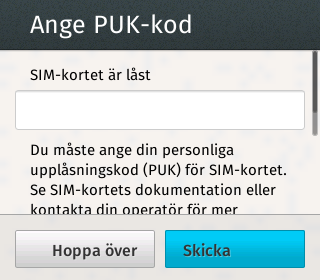 Ange PUK-kod
SIM-kortet är låst
Du måste ange din personliga
upplåsningskod (PUK) för SIM-kortet.
Se SIM-kortets dokumentation eller
kontakta din operatör för mer
Hoppa över
Skicka